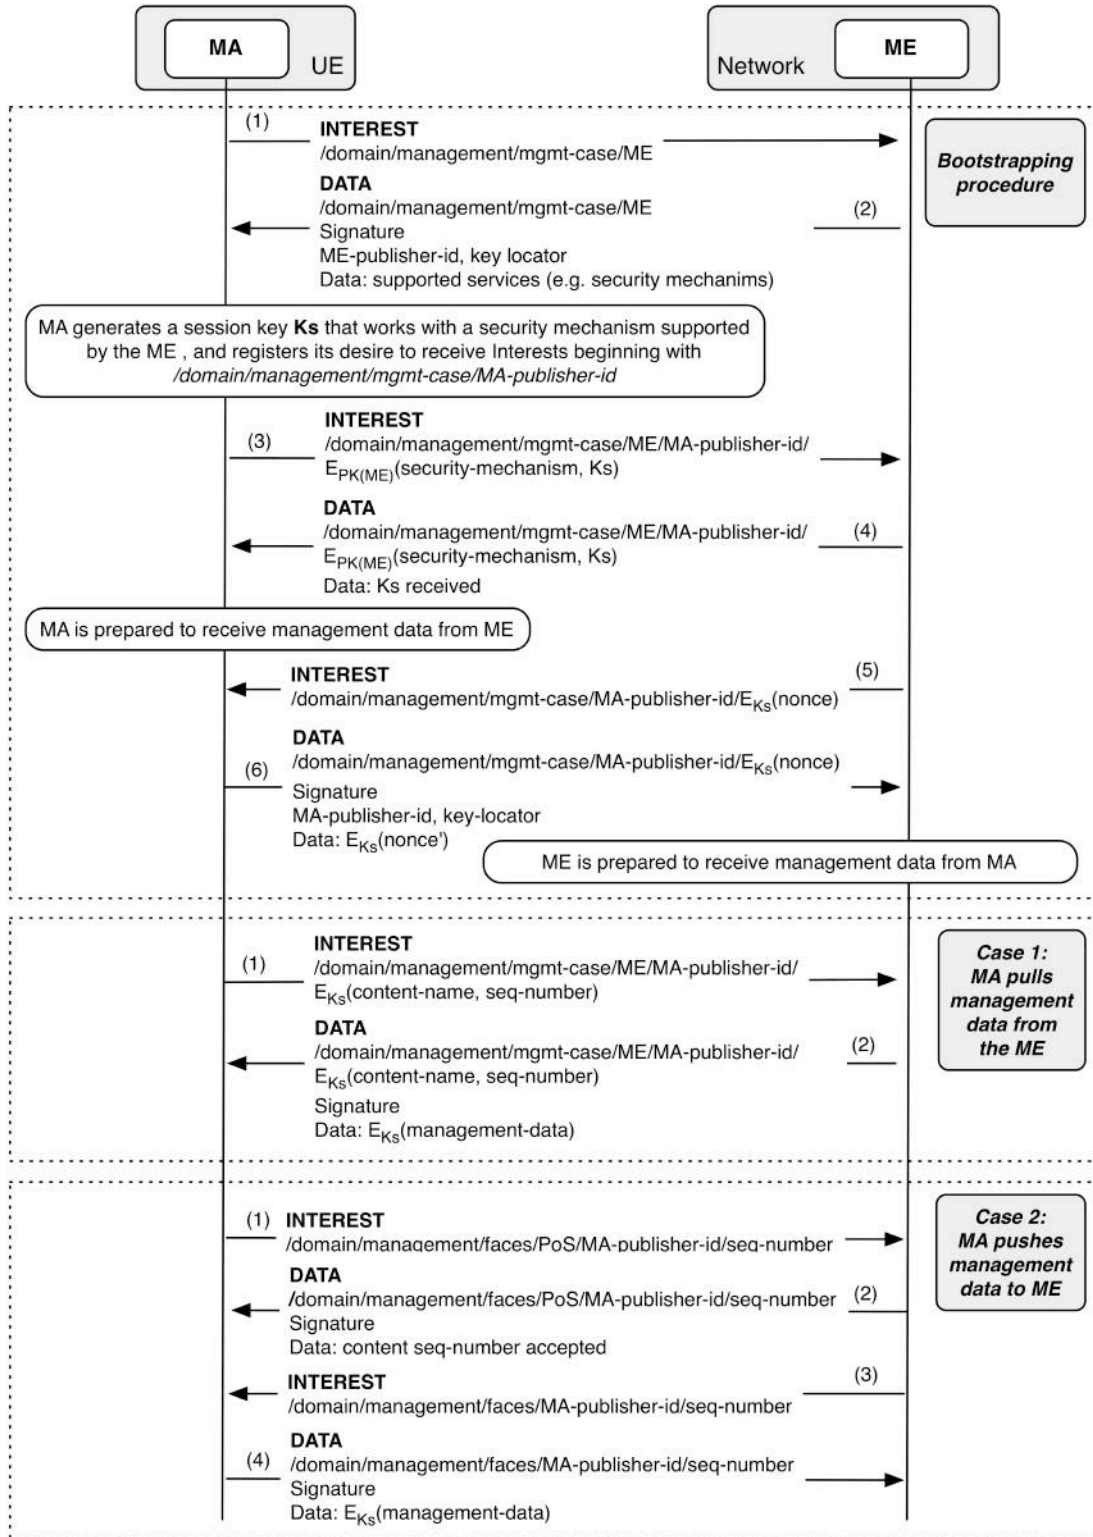 MA
UE
Network
ME
(1)
INTEREST
/domain/management/mgmt-case/ME
Bootstrapping
procedure
DATA
/domain/management/mgmt-case/ME
(2)
Signature
ME-publisher-id, key locator
Data: supported services (e.g. security mechanims)
MA generates a session key Ks that works with a security mechanism supported
by the ME , and registers its desire to receive Interests beginning with
/domain/management/mgmt-case/MA-publisher-id
INTEREST
(3)
/domain/management/mgmt-case/ME/MA-publisher-id/
EPK(ME)(security-mechanism, Ks)
DATA
/domain/management/mgmt-case/ME/MA-publisher-id/
(4)
EPK(ME)(security-mechanism, Ks)
Data: Ks received
MA is prepared to receive management data from ME
INTEREST
(5)
/domain/management/mgmt-case/MA-publisher-id/EKs(nonce)
DATA
/domain/management/mgmt-case/MA-publisher-id/EKs(nonce)
(6)
Signature
MA-publisher-id, key-locator
Data: EKs(nonce')
ME is prepared to receive management data from MA
INTEREST
(1)
/domain/management/mgmt-case/ME/MA-publisher-id/
EKs(content-name, seq-number)
Case 1:
MA pulls
management
data from
the ME
DATA
/domain/management/mgmt-case/ME/MA-publisher-id/
(2)
EKs(content-name, seq-number)
Signature
Data: EKs(management-data)
(1)
INTEREST
/domain/management/faces/PoS/MA-publisher-id/seq-number
Case 2:
MA pushes
management
data to ME
DATA
/domain/management/faces/PoS/MA-publisher-id/seq-number
(2)
Signature
Data: content seq-number accepted
INTEREST
(3)
/domain/management/faces/MA-publisher-id/seq-number
DATA
(4)
/domain/management/faces/MA-publisher-id/seq-number
Signature
Data: EKs(management-data)